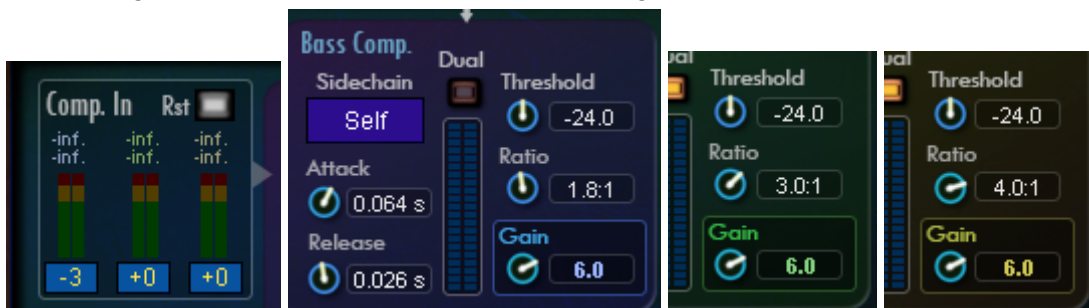 Comp. In Rst
-inf. -inf. -inf.
-inf. -inf. -inf.
-3 +0 +0
Bass Comp.
Dual
Sidechain
Self
Threshold
-24.0
Ratio
1.8:1
Attack
0.064 s
Release
0.026 s
Gain
6.0
Threshold
-24.0
Ratio
3.0:1
Gain
6.0
Threshold
-24.0
Ratio
4.0:1
Gain
6.0